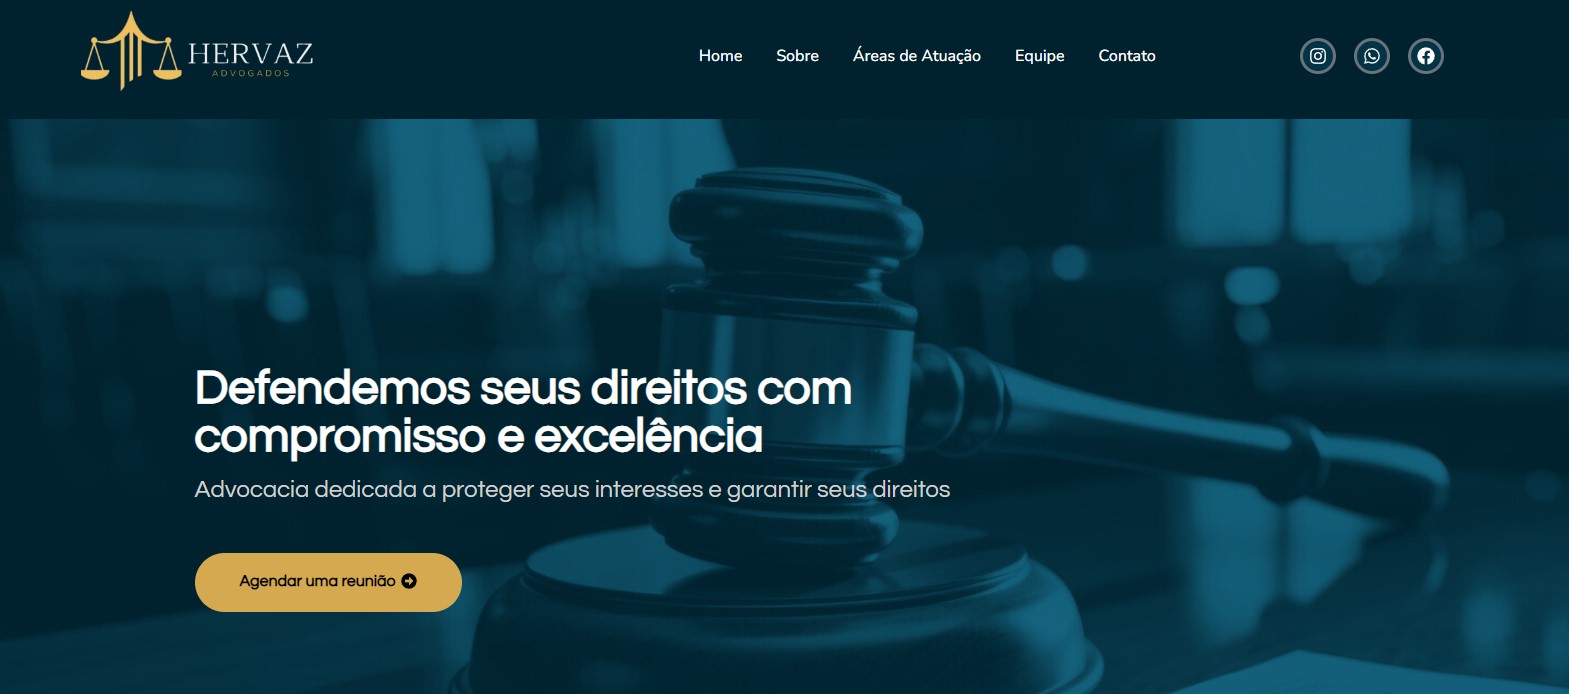 HERVAZ
ADVOGADOS
Home Sobre Áreas de Atuação Equipe Contato
Defendemos seus direitos com
compromisso e excelência
Advocacia dedicada a proteger seus interesses e garantir seus direitos
Agendar uma reunião